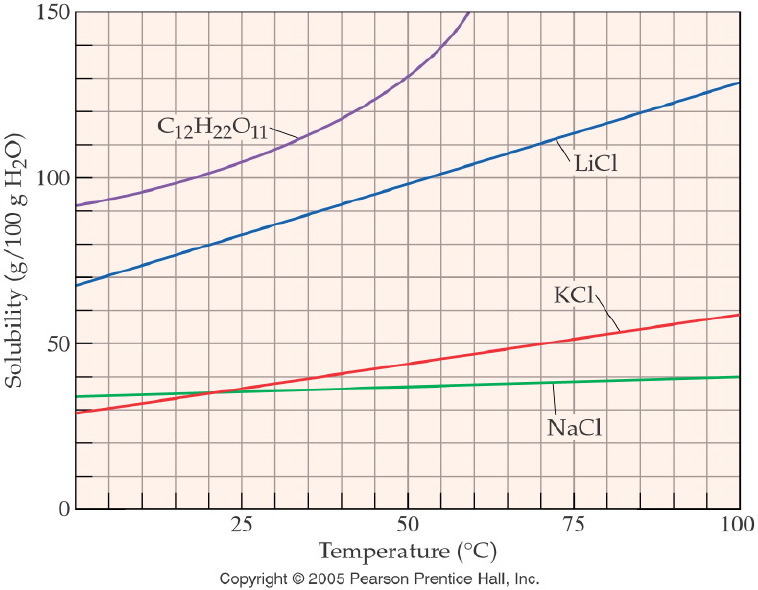 150
C12H22O11
LiCl
100
Solubility (g/100 g H2O)
KCl
50
NaCl
0
25 50 75 100
Temperature (°C)
Copyright © 2005 Pearson Prentice Hall, Inc.